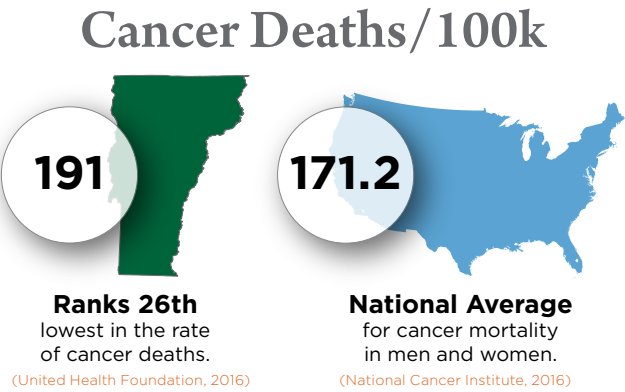 Cancer Deaths/100k
191
Ranks 26th
lowest in the rate
of cancer deaths.
(United Health Foundation, 2016)
171.2
National Average
for cancer mortality
in men and women.
(National Cancer Institute, 2016)